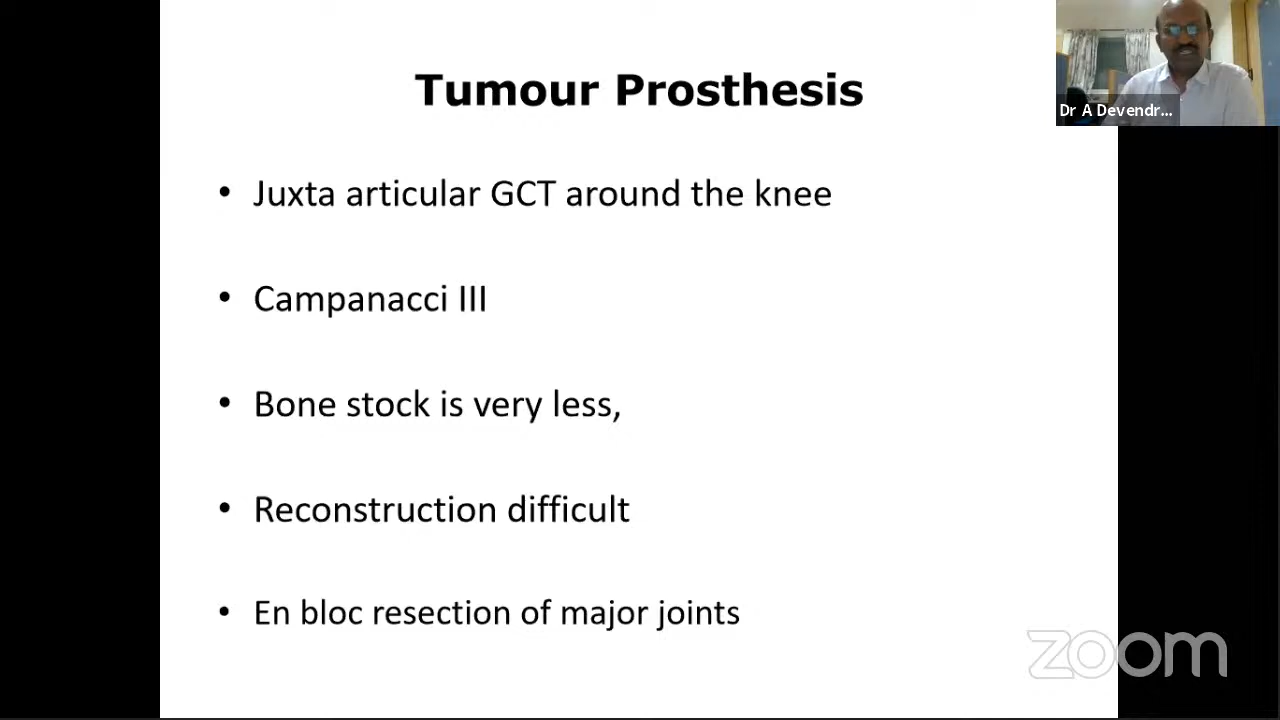 Tumour Prosthesis
Dr A Devendr...
• Juxta articular GCT around the knee
• Campanacci III
• Bone stock is very less,
• Reconstruction difficult
• En bloc resection of major joints
zoom